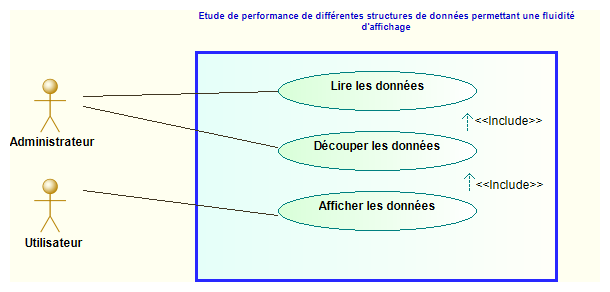 Etude de performance de différentes structures de données permettant une fluidité
d'affichage
Lire les données
<<Include>>
Administrateur
Découper les données
<<Include>>
Afficher les données
Utilisateur